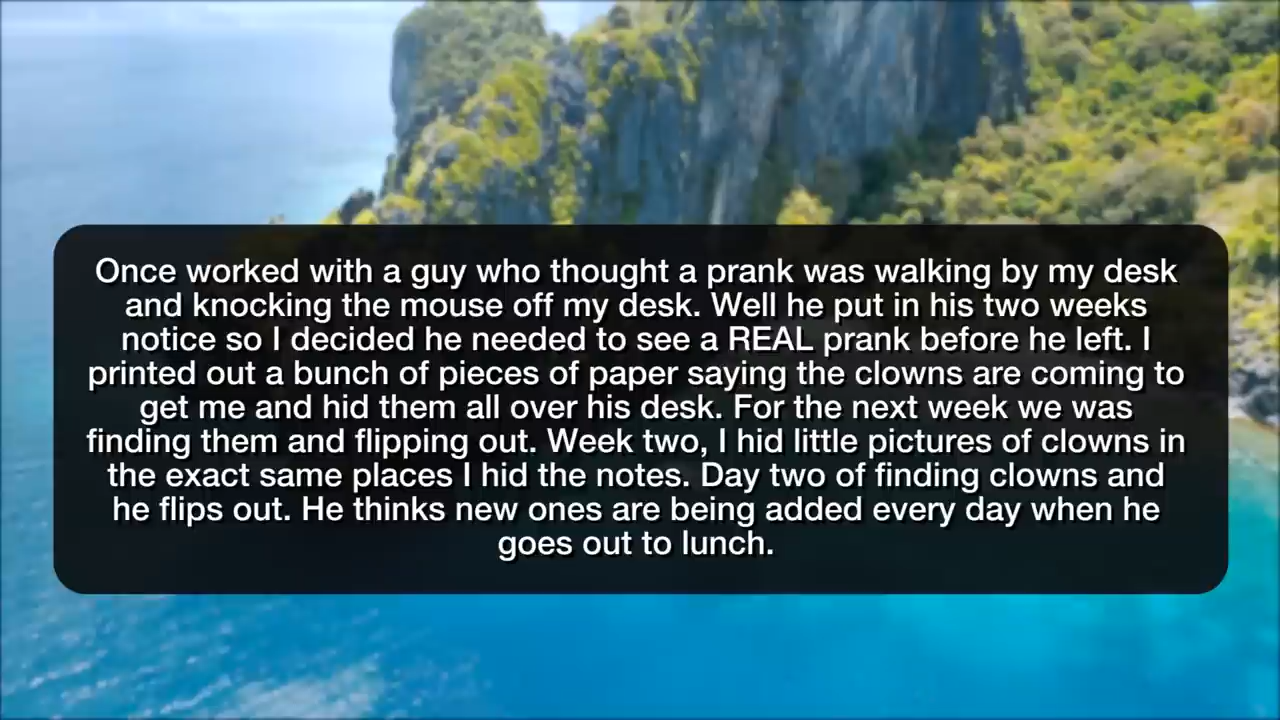 Once worked with a guy who thought a prank was walking by my desk
and knocking the mouse off my desk. Well he put in his two weeks
notice so I decided he needed to see a REAL prank before he left. I
printed out a bunch of pieces of paper saying the clowns are coming to
get me and hid them all over his desk. For the next week we was
finding them and flipping out. Week two, I hid little pictures of clowns in
the exact same places I hid the notes. Day two of finding clowns and
he flips out. He thinks new ones are being added every day when he
goes out to lunch.